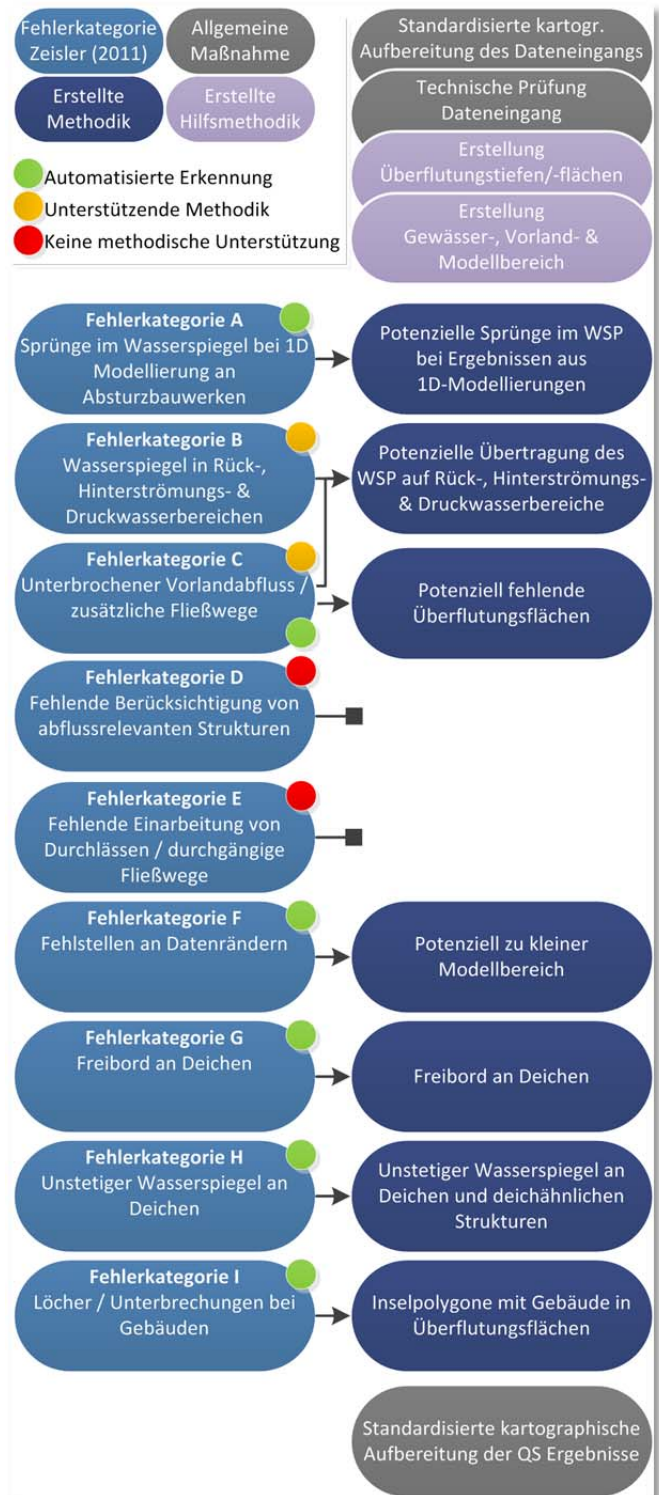 Fehlerkategorie
Zeisler (2011)
Allgemeine
Maßnahme
Erstellte
Methodik
Erstellte
Hilfsmethodik
Automatisierte Erkennung
Unterstützende Methodik
Keine methodische Unterstützung
Standardisierte kartogr.
Aufbereitung des Dateneingangs
Technische Prüfung
Dateneingang
Erstellung
Überflutungstiefen/-flächen
Erstellung
Gewässer-, Vorland- &
Modellbereich
Fehlerkategorie A
Sprünge im Wasserspiegel bei 1D
Modellierung an
Absturzbauwerken
Potenzielle Sprünge im WSP
bei Ergebnissen aus
1D-Modellierungen
Fehlerkategorie B
Wasserspiegel in Rück-,
Hinterströmungs- &
Druckwasserbereichen
Potenzielle Übertragung des
WSP auf Rück-, Hinterströmungs-
& Druckwasserbereiche
Fehlerkategorie C
Unterbrochener Vorlandabfluss /
zusätzliche Fließwege
Potenziell fehlende
Überflutungsflächen
Fehlerkategorie D
Fehlende Berücksichtigung von
abflussrelevanten Strukturen
Fehlerkategorie E
Fehlende Einarbeitung von
Durchlässen / durchgängige
Fließwege
Fehlerkategorie F
Fehlstellen an Datenrändern
Potenziell zu kleiner
Modellbereich
Fehlerkategorie G
Freibord an Deichen
Freibord an Deichen
Fehlerkategorie H
Unstetiger Wasserspiegel an
Deichen
Unstetiger Wasserspiegel an
Deichen und deichähnlichen
Strukturen
Fehlerkategorie I
Löcher / Unterbrechungen bei
Gebäuden
Inselpolygone mit Gebäude in
Überflutungsflächen
Standardisierte kartographische
Aufbereitung der QS Ergebnisse